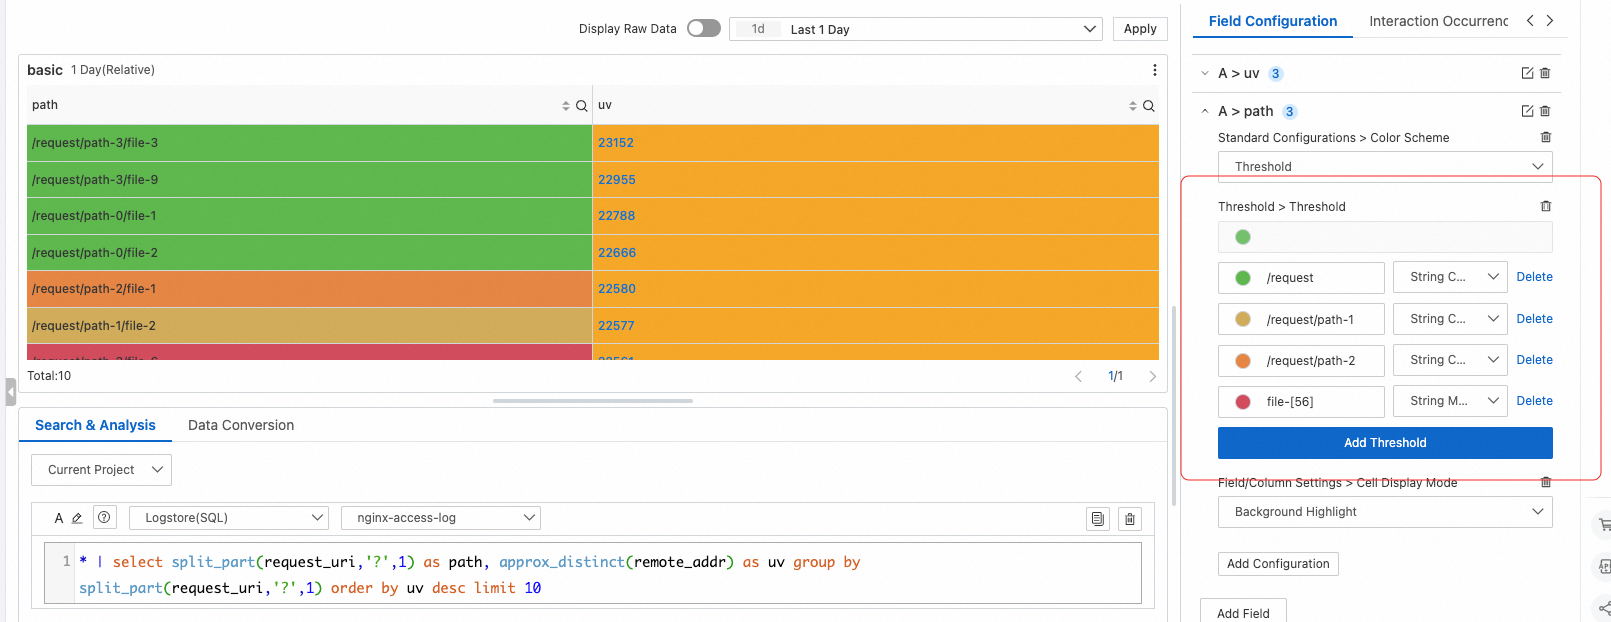 Display Raw Data 1d Last 1 Day Apply
basic 1 Day(Relative)
path uv
/request/path-3/file-3 23152
/request/path-3/file-9 22955
/request/path-0/file-1 22788
/request/path-0/file-2 22666
/request/path-2/file-1 22580
/request/path-1/file-2 22577
Total:10 1/1
Search & Analysis Data Conversion
Current Project
A Logstore(SQL) nginx-access-log
1 * | select split_part(request_uri,'?',1) as path, approx_distinct(remote_addr) as uv group by
split_part(request_uri,'?',1) order by uv desc limit 10
Field Configuration Interaction Occurrenc
A > uv 3
A > path 3
Standard Configurations > Color Scheme
Threshold
Threshold > Threshold
/request String C... Delete
/request/path-1 String C... Delete
/request/path-2 String C... Delete
file-[56] String M... Delete
Add Threshold
Field/Column Settings > Cell Display Mode
Background Highlight
Add Configuration
Add Field